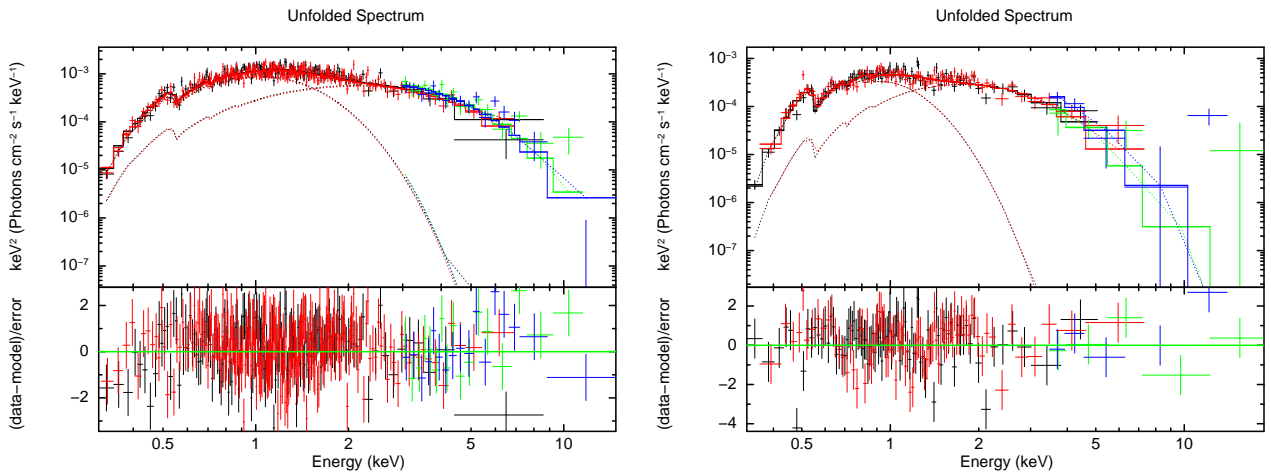 Unfolded Spectrum
keV² (Photons cm⁻² s⁻¹ keV⁻¹)
10⁻³
10⁻⁴
10⁻⁵
10⁻⁶
10⁻⁷
(data−model)/error
2
0
−2
0.5 1 2 5 10
Energy (keV)
Unfolded Spectrum
keV² (Photons cm⁻² s⁻¹ keV⁻¹)
10⁻³
10⁻⁴
10⁻⁵
10⁻⁶
10⁻⁷
(data−model)/error
2
0
−2
−4
0.5 1 2 5 10
Energy (keV)